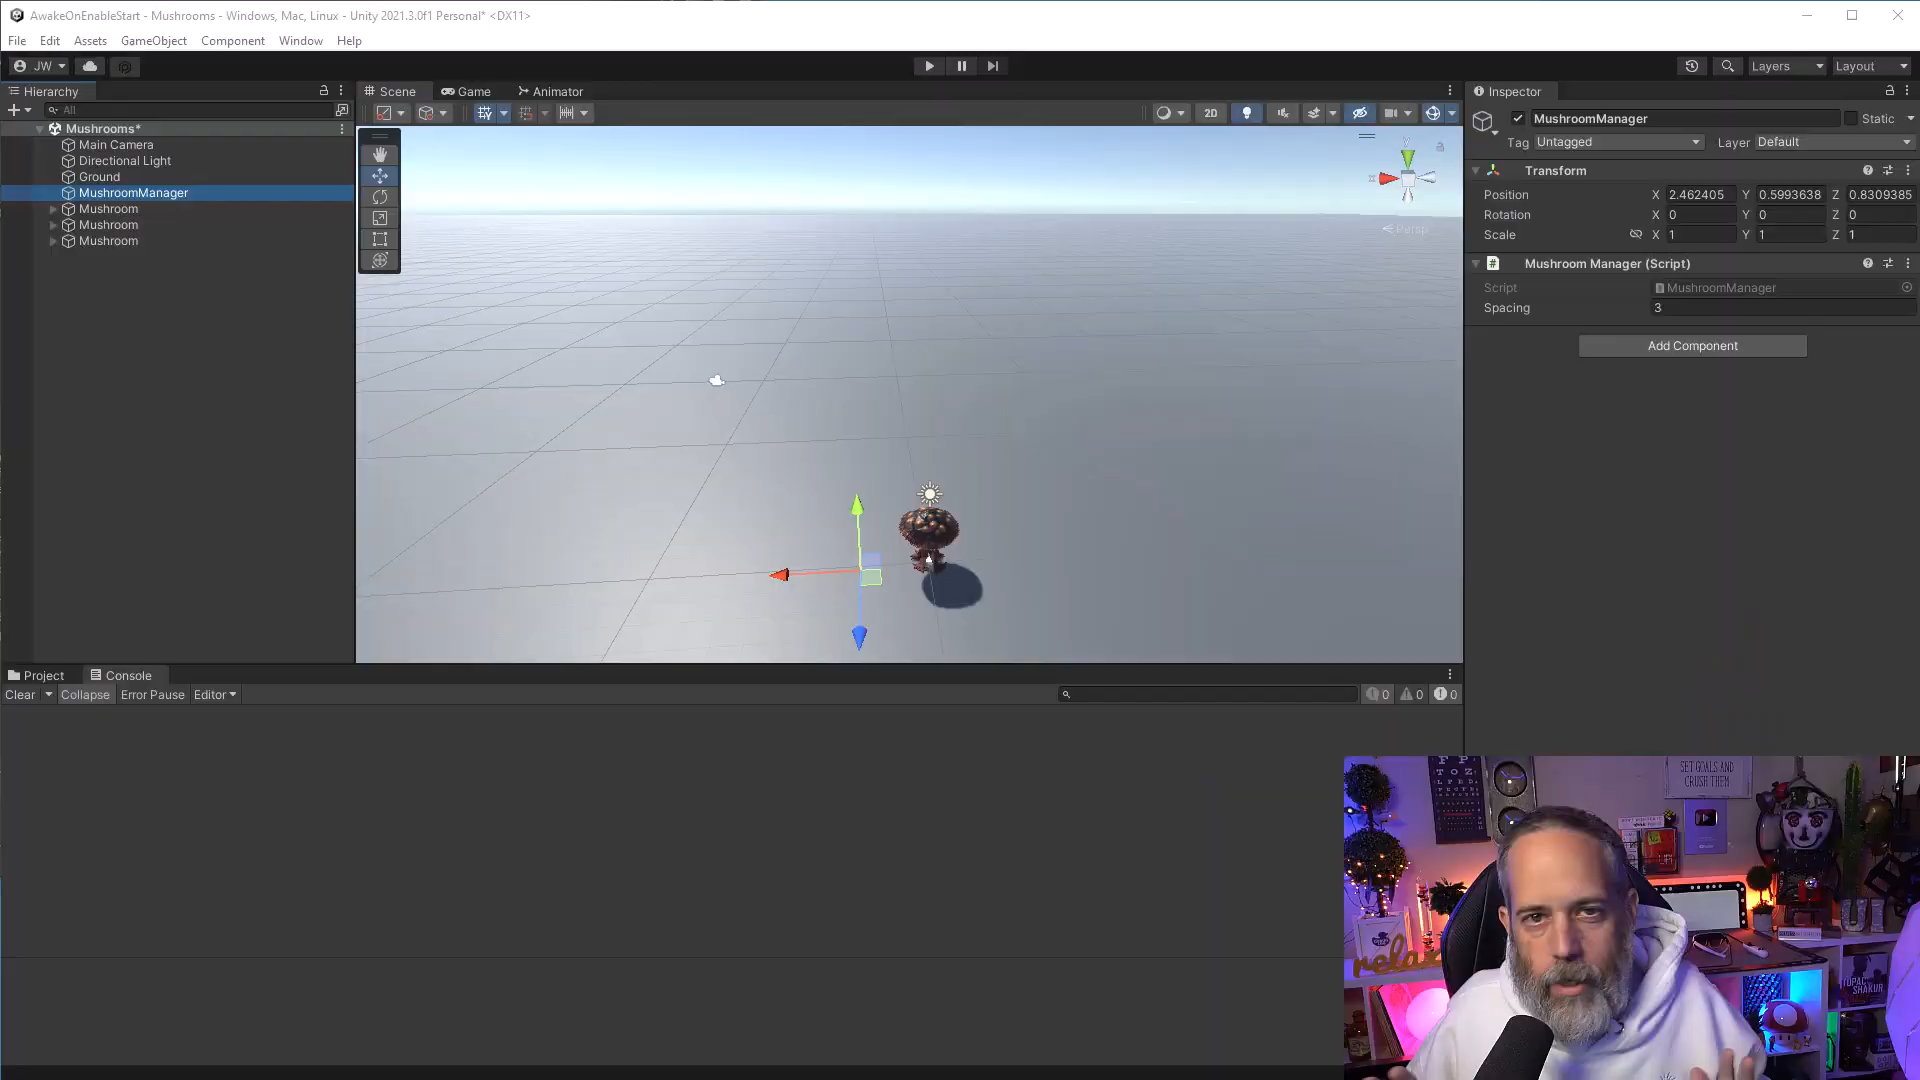 AwakeOnEnableStart - Mushrooms - Windows, Mac, Linux - Unity 2021.3.0f1 Personal* <DX11>
File Edit Assets GameObject Component Window Help
JW Layers Layout
Hierarchy
All
Mushrooms*
Main Camera
Directional Light
Ground
MushroomManager
Mushroom
Mushroom
Mushroom
Scene Game Animator
2D
y
x
Persp
Inspector
MushroomManager Static
Tag Untagged Layer Default
Transform
Position X 2.462405 Y 0.5993638 Z 0.8309385
Rotation X 0 Y 0 Z 0
Scale X 1 Y 1 Z 1
Mushroom Manager (Script)
Script MushroomManager
Spacing 3
Add Component
Project Console
Clear Collapse Error Pause Editor 0 0 0
SET GOALS AND
CRUSH THEM
relax
TUPAC
SHAKUR